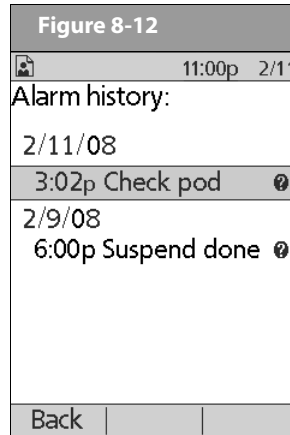 Figure 8-12
11:00p 2/1
Alarm history:
2/11/08
3:02p Check pod ?
2/9/08
6:00p Suspend done ?
Back